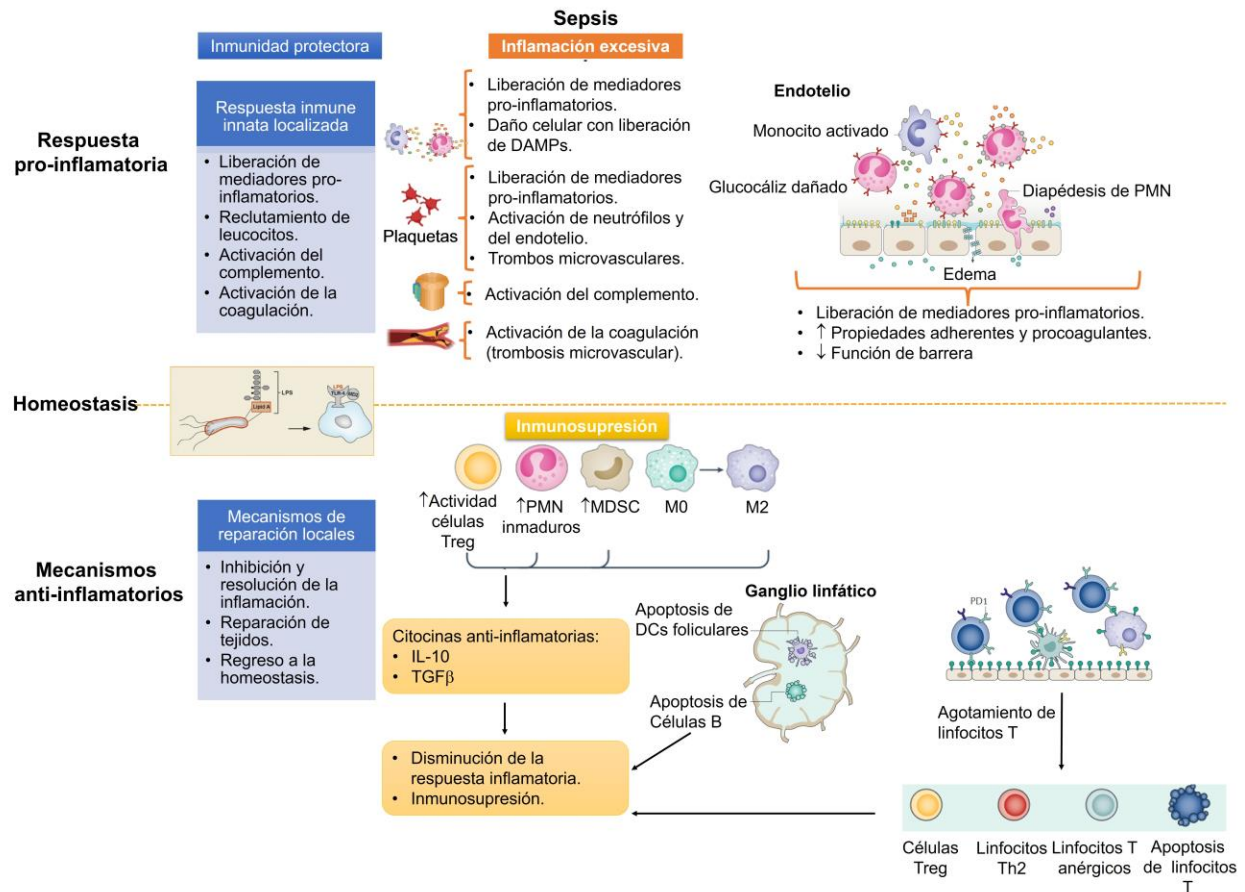 Sepsis
Inmunidad protectora
Inflamación excesiva
Respuesta
pro-inflamatoria
Respuesta inmune
innata localizada
• Liberación de
mediadores pro-
inflamatorios.
• Reclutamiento de
leucocitos.
• Activación del
complemento.
• Activación de la
coagulación.
• Liberación de mediadores
pro-inflamatorios.
• Daño celular con liberación
de DAMPs.
Plaquetas
• Liberación de mediadores
pro-inflamatorios.
• Activación de neutrófilos y
del endotelio.
• Trombos microvasculares.
• Activación del complemento.
• Activación de la coagulación
(trombosis microvascular).
Endotelio
Monocito activado
Glucocáliz dañado
Diapédesis de PMN
Edema
• Liberación de mediadores pro-inflamatorios.
• ↑ Propiedades adherentes y procoagulantes.
• ↓ Función de barrera
Homeostasis
LPS
Lipid A
LPS
TLR-4
MD2
Inmunosupresión
↑Actividad
células
Treg
↑PMN
inmaduros
↑MDSC
M0
M2
Mecanismos
anti-inflamatorios
Mecanismos de
reparación locales
• Inhibición y
resolución de la
inflamación.
• Reparación de
tejidos.
• Regreso a la
homeostasis.
Citocinas anti-inflamatorias:
• IL-10
• TGFβ
• Disminución de la
respuesta inflamatoria.
• Inmunosupresión.
Ganglio linfático
Apoptosis de
DCs foliculares
Apoptosis de
Células B
PD1
Agotamiento de
linfocitos T
Células
Treg
Linfocitos
Th2
Linfocitos T
anérgicos
Apoptosis
de linfocitos
T